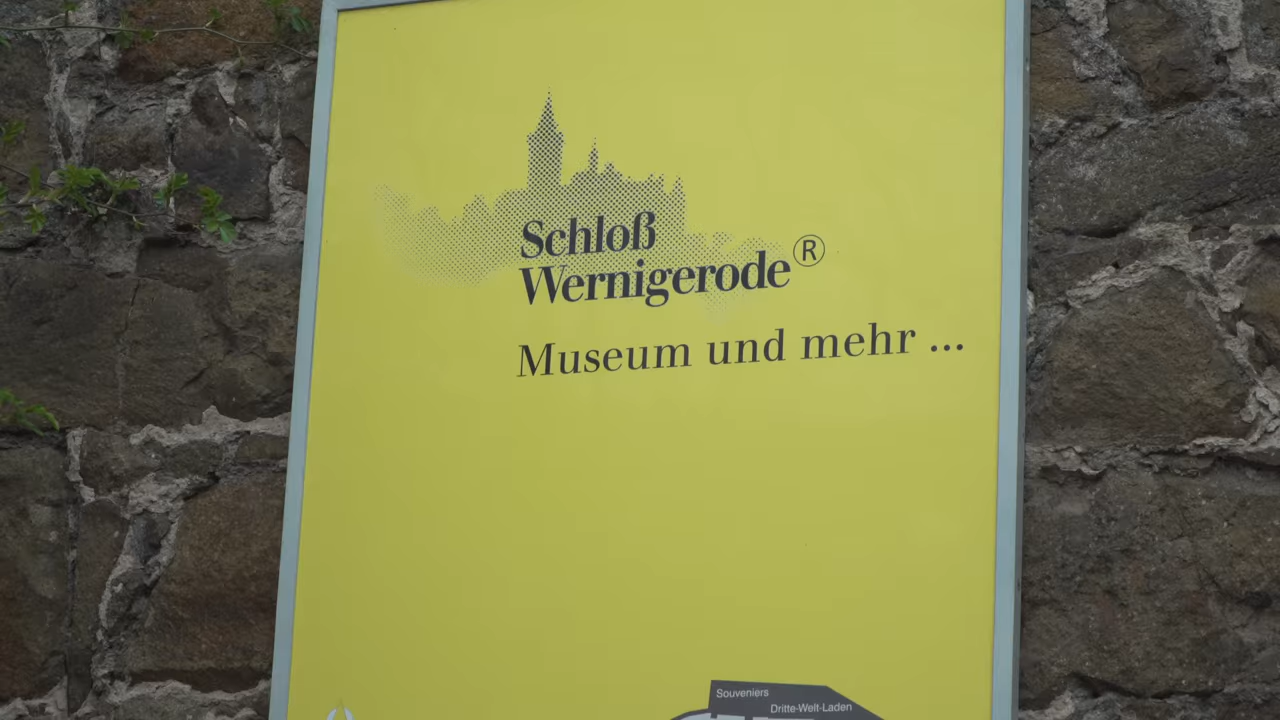 Schloß
Wernigerode®
Museum und mehr ...
Souveniers
Dritte-Welt-Laden